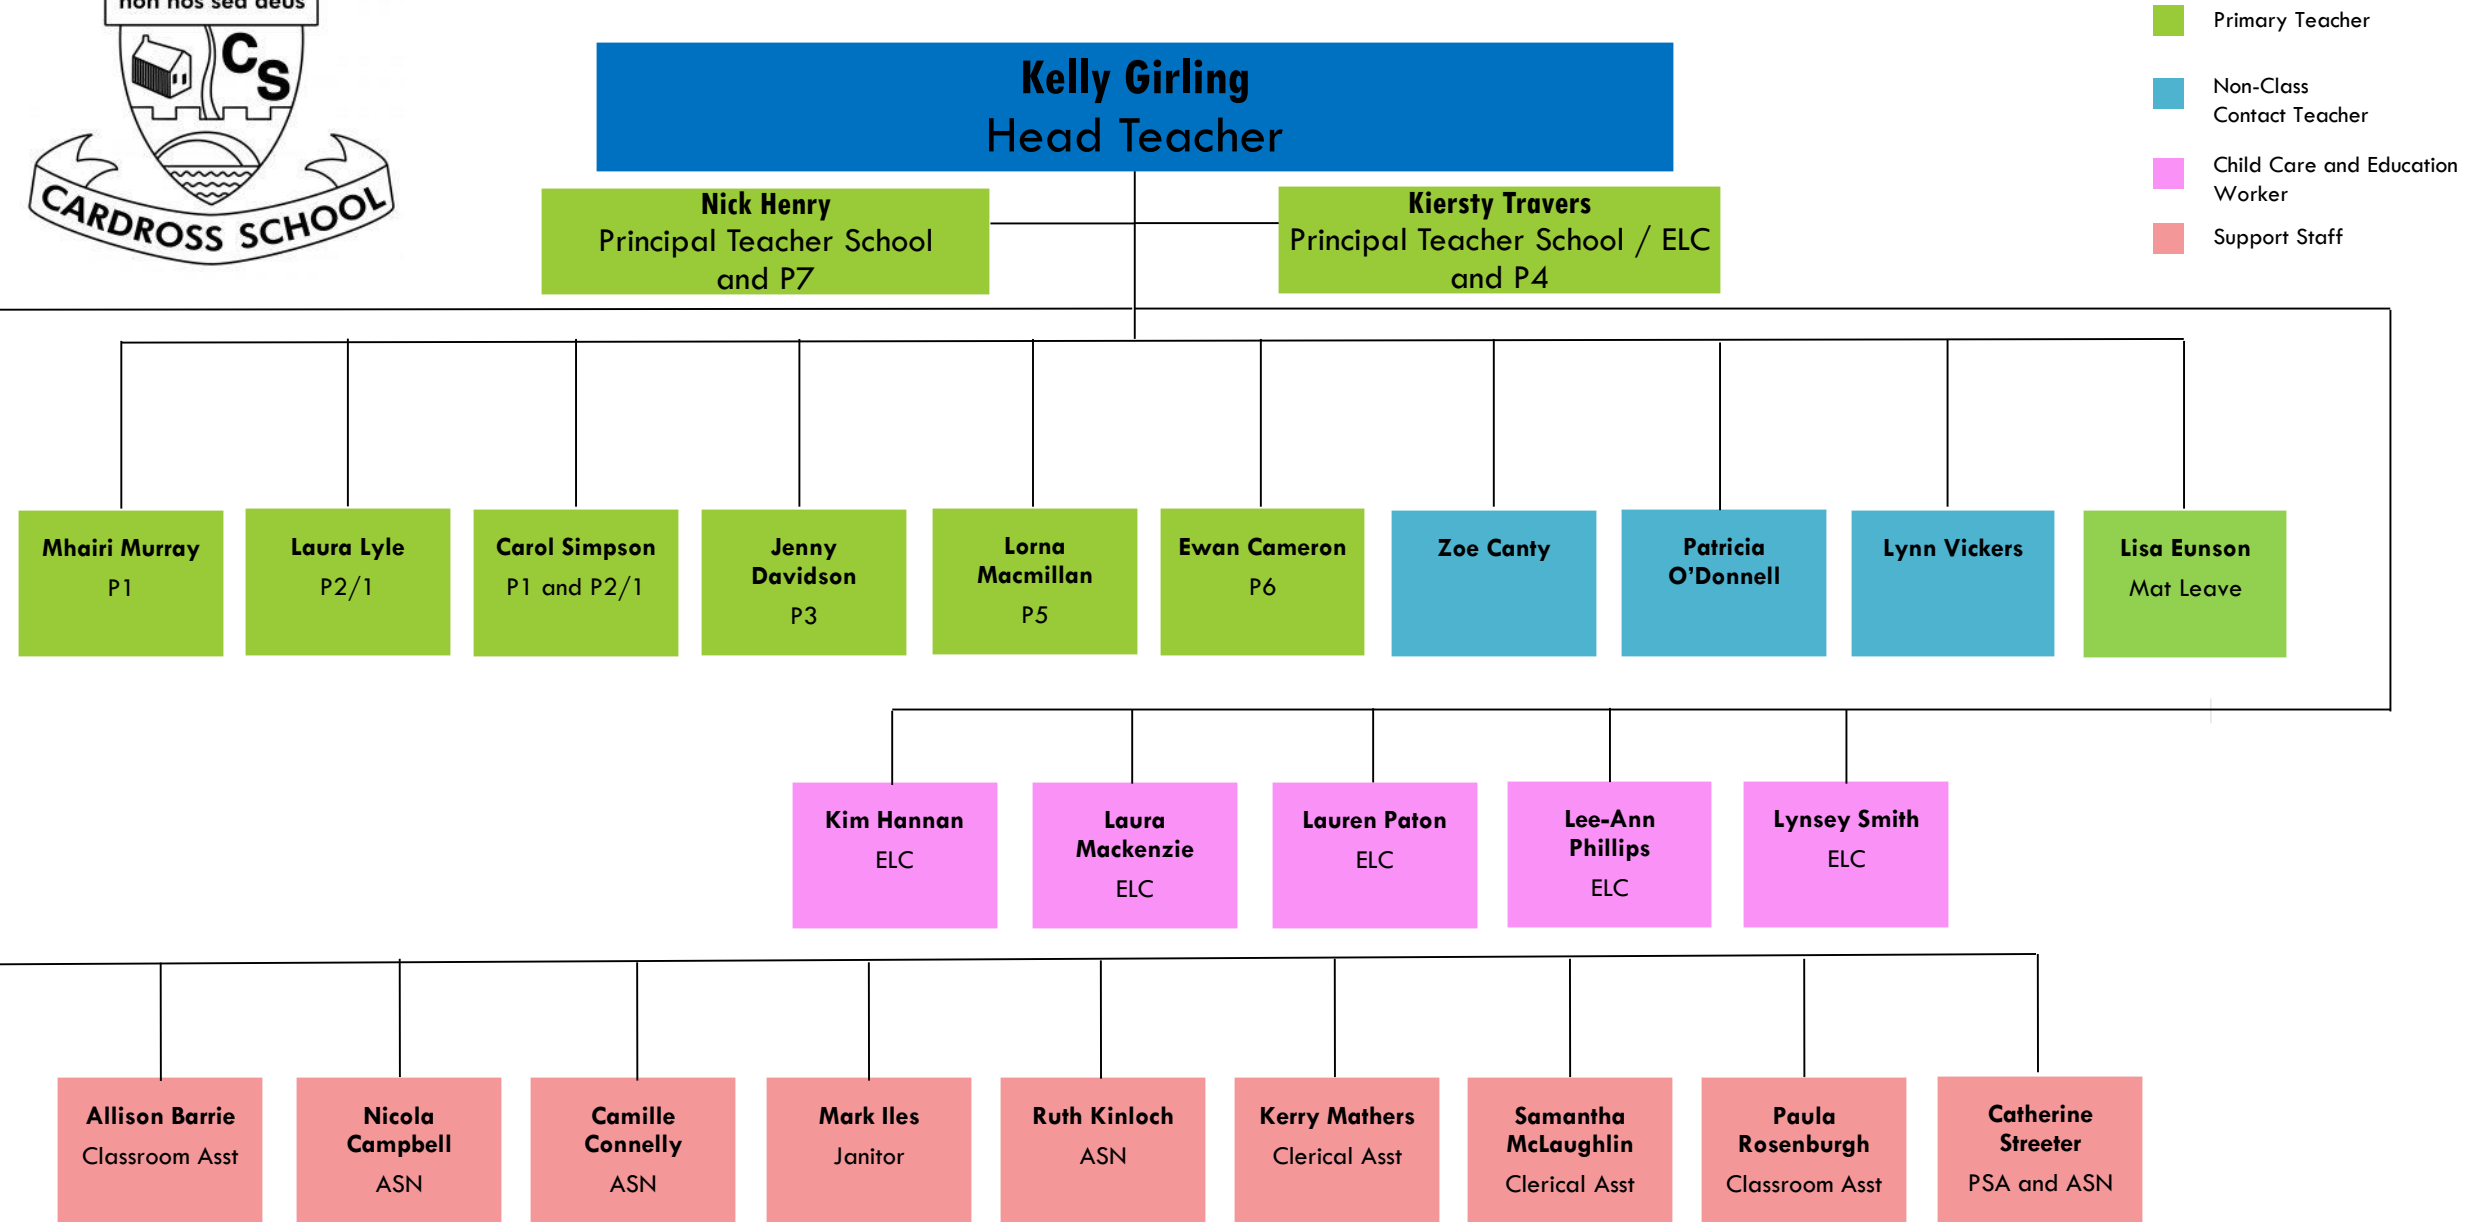 non nos sed deus
CS
CARDROSS SCHOOL
Kelly Girling
Head Teacher
Nick Henry
Principal Teacher School
and P7
Kiersty Travers
Principal Teacher School / ELC
and P4
Primary Teacher
Non-Class
Contact Teacher
Child Care and Education
Worker
Support Staff
Mhairi Murray
P1
Laura Lyle
P2/1
Carol Simpson
P1 and P2/1
Jenny
Davidson
P3
Lorna
Macmillan
P5
Ewan Cameron
P6
Zoe Canty
Patricia
O’Donnell
Lynn Vickers
Lisa Eunson
Mat Leave
Kim Hannan
ELC
Laura
Mackenzie
ELC
Lauren Paton
ELC
Lee-Ann
Phillips
ELC
Lynsey Smith
ELC
Allison Barrie
Classroom Asst
Nicola
Campbell
ASN
Camille
Connelly
ASN
Mark Iles
Janitor
Ruth Kinloch
ASN
Kerry Mathers
Clerical Asst
Samantha
McLaughlin
Clerical Asst
Paula
Rosenburgh
Classroom Asst
Catherine
Streeter
PSA and ASN